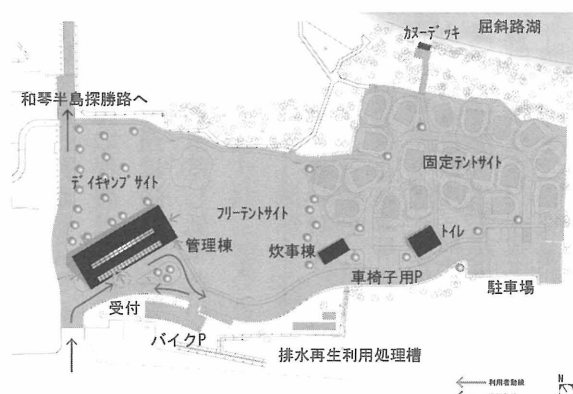 屈斜路湖
ｶﾇｰﾃﾞｯｷ
和琴半島探勝路へ
固定ﾃﾝﾄｻｲﾄ
ﾃﾞｲｷｬﾝﾌﾟｻｲﾄ
ﾌﾘｰﾃﾝﾄｻｲﾄ
ﾄｲﾚ
管理棟
炊事棟
車椅子用P
駐車場
受付
バイクP
排水再生利用処理槽
N
利用者動線